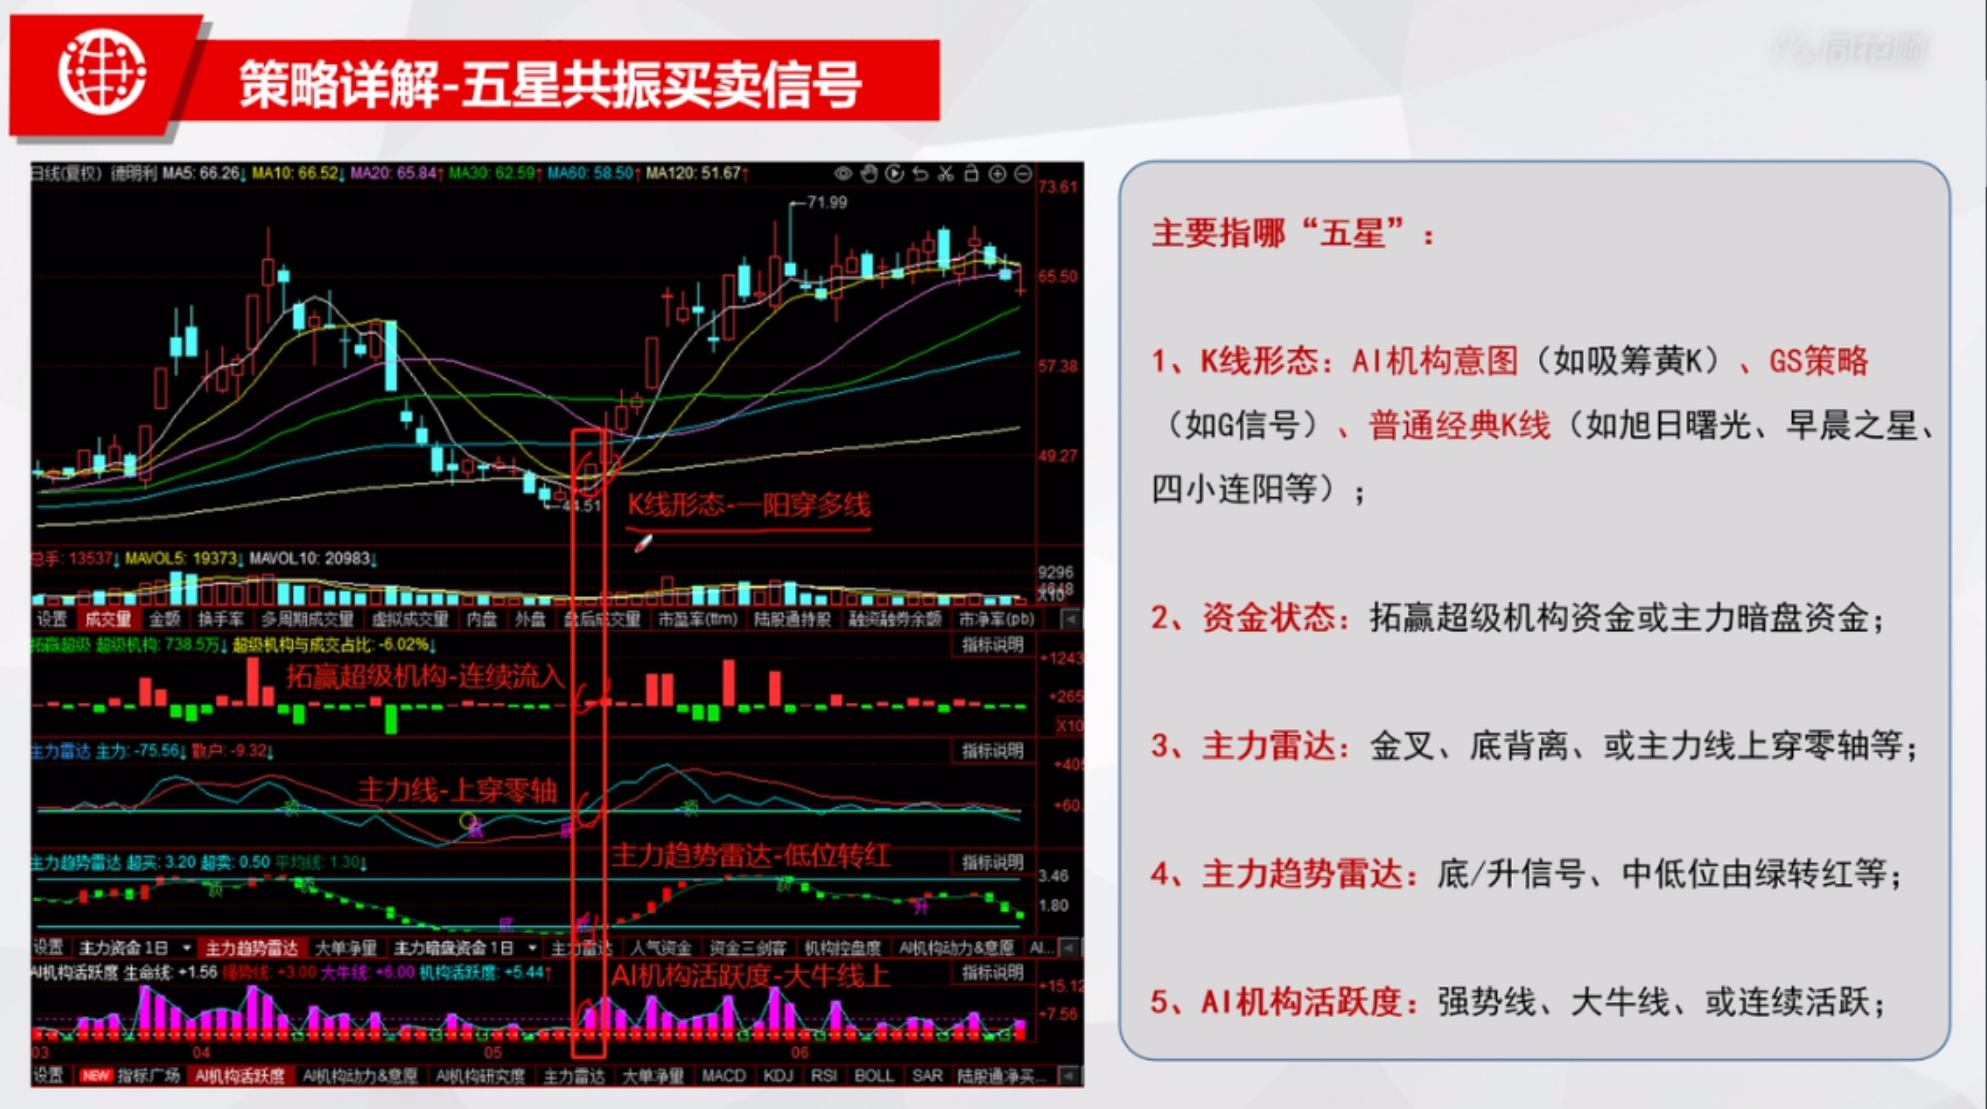 策略详解-五星共振买卖信号
日线(复权) 德明利 MA5: 66.26↓ MA10: 66.52↓ MA20: 65.84↑ MA30: 62.59↑ MA60: 58.50↑ MA120: 51.67↑
73.61
71.99
65.50
57.38
49.27
44.51
K线形态-一阳穿多线
总手: 13537↓ MAVOL5: 19373↓ MAVOL10: 20983↓
9296
4648
X10
设置 成交量 金额 换手率 多周期成交量 虚拟成交量 内盘 外盘 盘后成交量 市盈率(ttm) 陆股通持股 融资融券余额 市净率(pb)
拓赢超级 超级机构: 738.5万↓ 超级机构与成交占比: -6.02%↓ 指标说明
+1243
拓赢超级机构-连续流入
+265
X10
主力雷达 主力: -75.56↓ 散户: -9.32↓ 指标说明
+40
主力线-上穿零轴
+60
顶 顶
底
主力趋势雷达-低位转红
主力趋势雷达 超买: 3.20 超卖: 0.50 平均线: 1.30↓ 指标说明
3.46
顶 顶 顶
1.80
升
底
设置 主力资金1日 主力趋势雷达 大单净量 主力暗盘资金1日 主力雷达 人气资金 资金三剑客 机构控盘度 AI机构动力&意愿 AI...
AI机构活跃度 生命线: +1.56 强势线: +3.00 大牛线: +6.00 机构活跃度: +5.44↑ 指标说明
AI机构活跃度-大牛线上
+15.12
+7.56
03 04 05 06
设置 NEW 指标广场 AI机构活跃度 AI机构动力&意愿 AI机构研究度 主力雷达 大单净量 MACD KDJ RSI BOLL SAR 陆股通净买...
主要指哪“五星”：
1、K线形态：AI机构意图（如吸筹黄K）、GS策略
（如G信号）、普通经典K线（如旭日曙光、早晨之星、
四小连阳等）；
2、资金状态：拓赢超级机构资金或主力暗盘资金；
3、主力雷达：金叉、底背离、或主力线上穿零轴等；
4、主力趋势雷达：底/升信号、中低位由绿转红等；
5、AI机构活跃度：强势线、大牛线、或连续活跃；